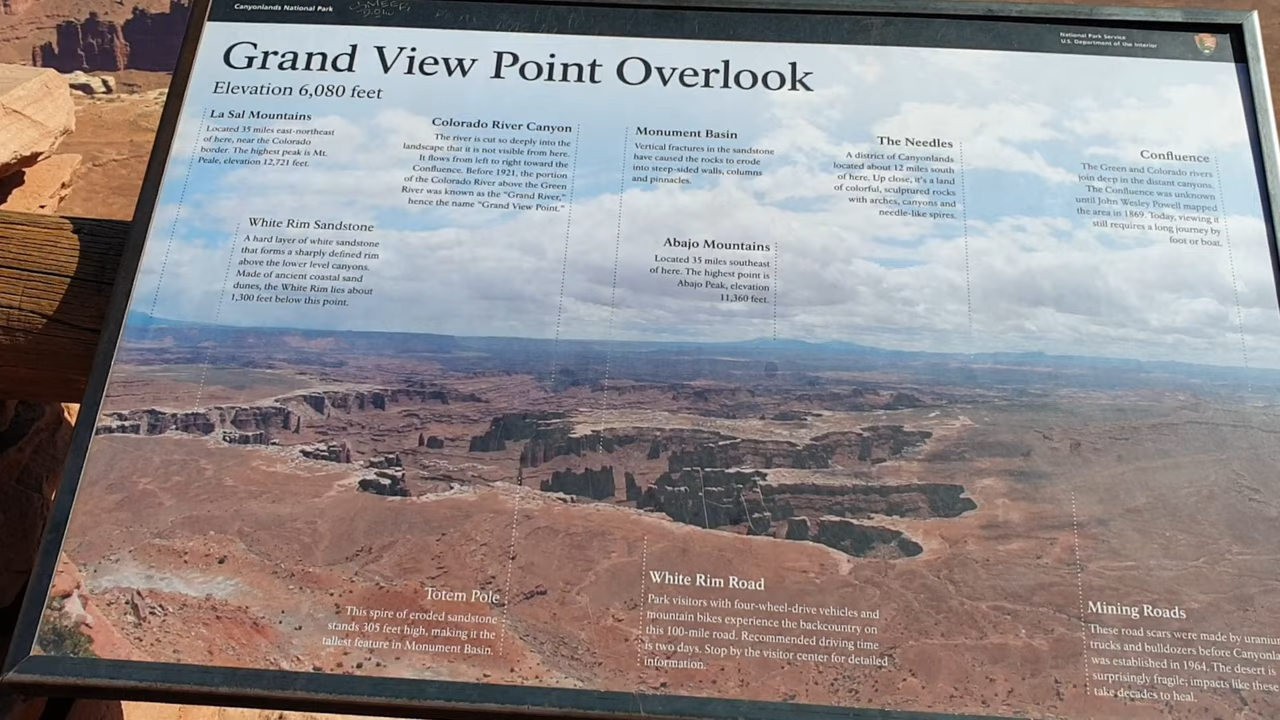 Canyonlands National Park
National Park Service
U.S. Department of the Interior
Grand View Point Overlook
Elevation 6,080 feet
La Sal Mountains
Located 35 miles east-northeast
of here, near the Colorado
border. The highest peak is Mt.
Peale, elevation 12,721 feet.
Colorado River Canyon
The river is cut so deeply into the
landscape that it is not visible from here.
It flows from left to right toward the
Confluence. Before 1921, the portion
of the Colorado River above the Green
River was known as the "Grand River,"
hence the name "Grand View Point."
Monument Basin
Vertical fractures in the sandstone
have caused the rocks to erode
into steep-sided walls, columns
and pinnacles.
The Needles
A district of Canyonlands
located about 12 miles south
of here. Up close, it's a land
of colorful, sculptured rocks
with arches, canyons and
needle-like spires.
Confluence
The Green and Colorado rivers
join deep in the distant canyons.
The Confluence was unknown
until John Wesley Powell mapped
the area in 1869. Today, viewing it
still requires a long journey by
foot or boat.
White Rim Sandstone
A hard layer of white sandstone
that forms a sharply defined rim
above the lower level canyons.
Made of ancient coastal sand
dunes, the White Rim lies about
1,300 feet below this point.
Abajo Mountains
Located 35 miles southeast
of here. The highest point is
Abajo Peak, elevation
11,360 feet.
Totem Pole
This spire of eroded sandstone
stands 305 feet high, making it the
tallest feature in Monument Basin.
White Rim Road
Park visitors with four-wheel-drive vehicles and
mountain bikes experience the backcountry on
this 100-mile road. Recommended driving time
is two days. Stop by the visitor center for detailed
information.
Mining Roads
These road scars were made by uraniu
trucks and bulldozers before Canyonla
was established in 1964. The desert is
surprisingly fragile; impacts like these
take decades to heal.